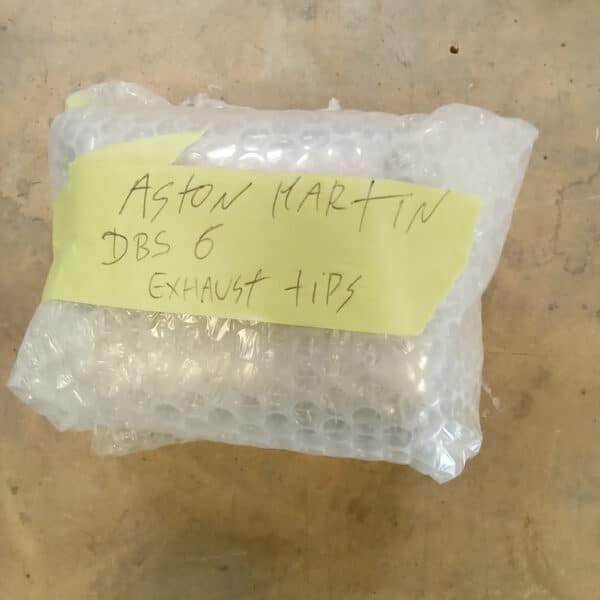 ASTON MARTIN
DBS 6
EXHAUST TIPS